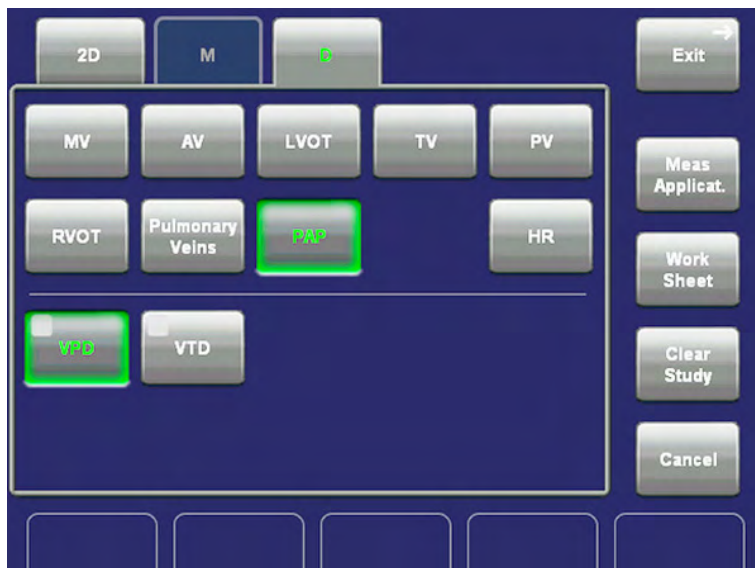 2D
M
D
Exit
MV
AV
LVOT
TV
PV
Meas
Applicat.
RVOT
Pulmonary
Veins
PAP
HR
Work
Sheet
VPD
VTD
Clear
Study
Cancel